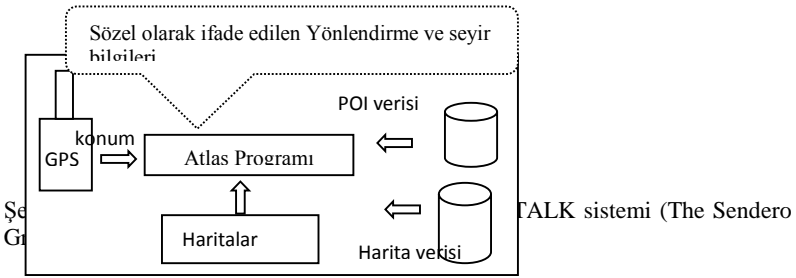 Sözel olarak ifade edilen Yönlendirme ve seyir
bilgileri
POI verisi
konum
GPS
Atlas Programı
TALK sistemi (The Sendero
Haritalar
Harita verisi